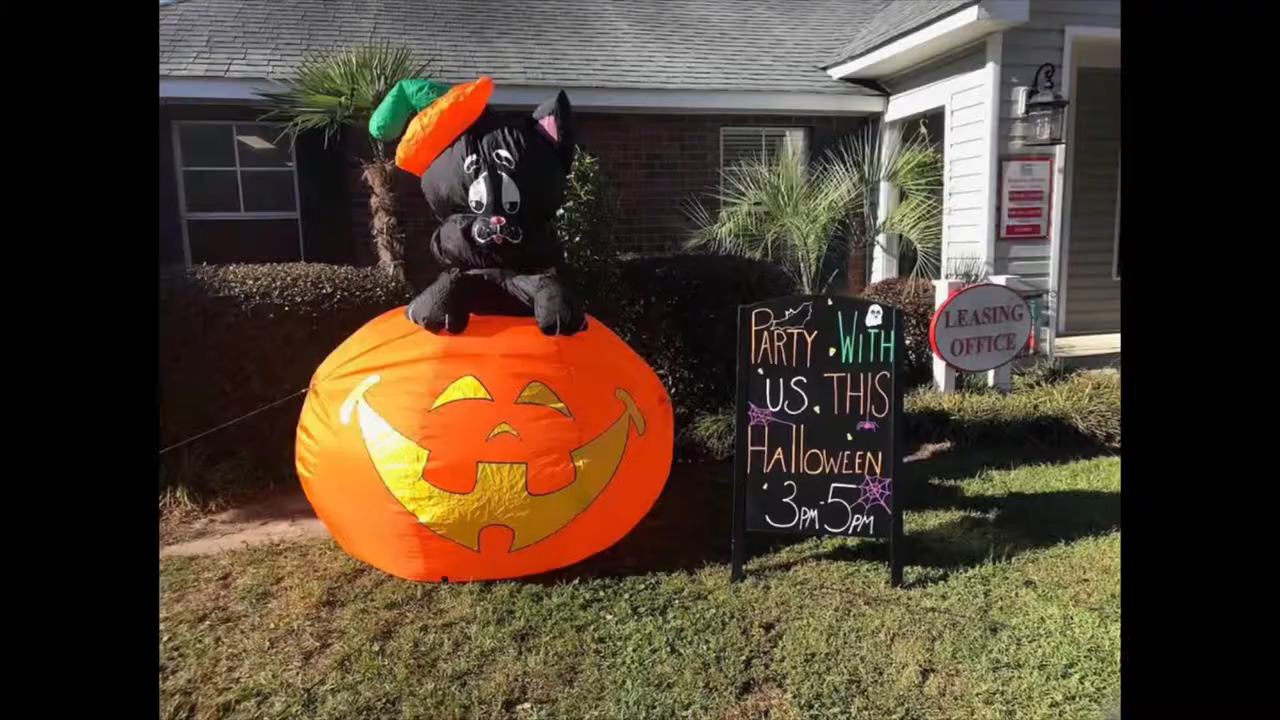 PARTY WITH
US THIS
HALLOWEEN
3PM-5PM
LEASING
OFFICE